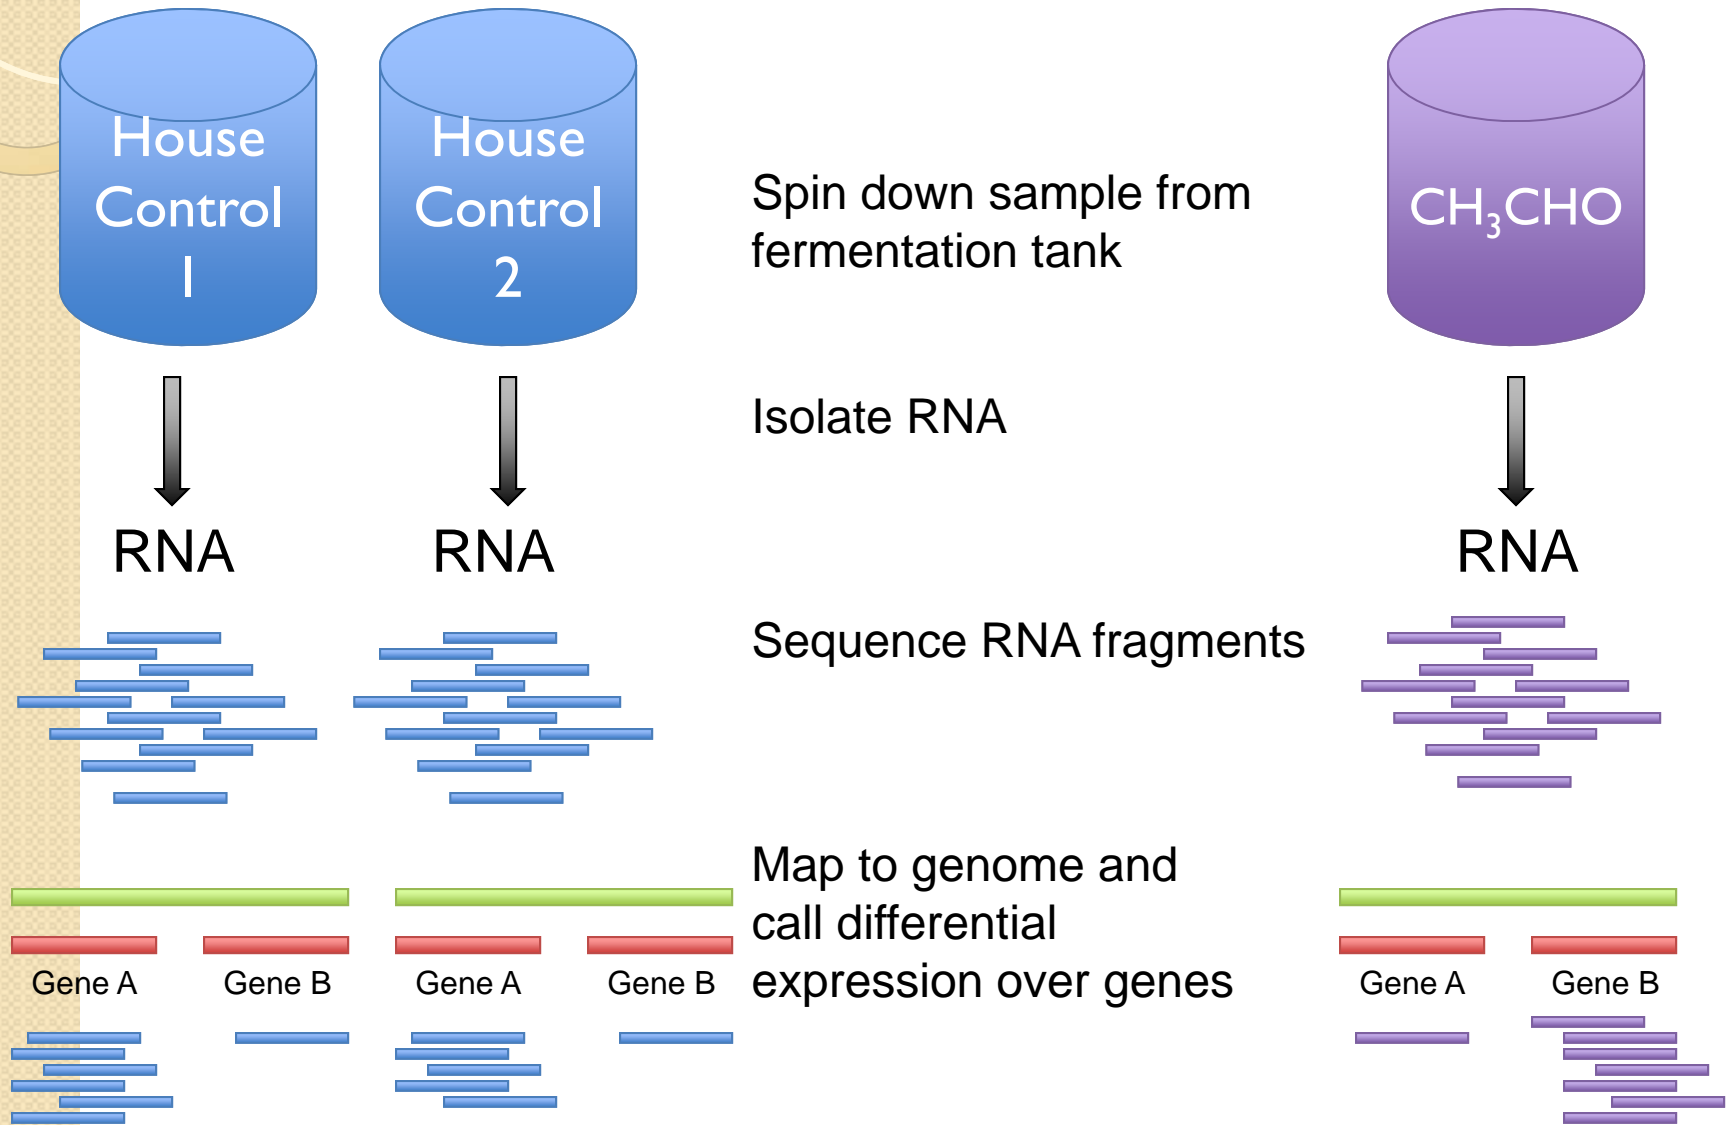 House
Control
1
House
Control
2
Spin down sample from
fermentation tank
CH₃CHO
Isolate RNA
RNA
RNA
RNA
Sequence RNA fragments
Map to genome and
call differential
expression over genes
Gene A
Gene B
Gene A
Gene B
Gene A
Gene B